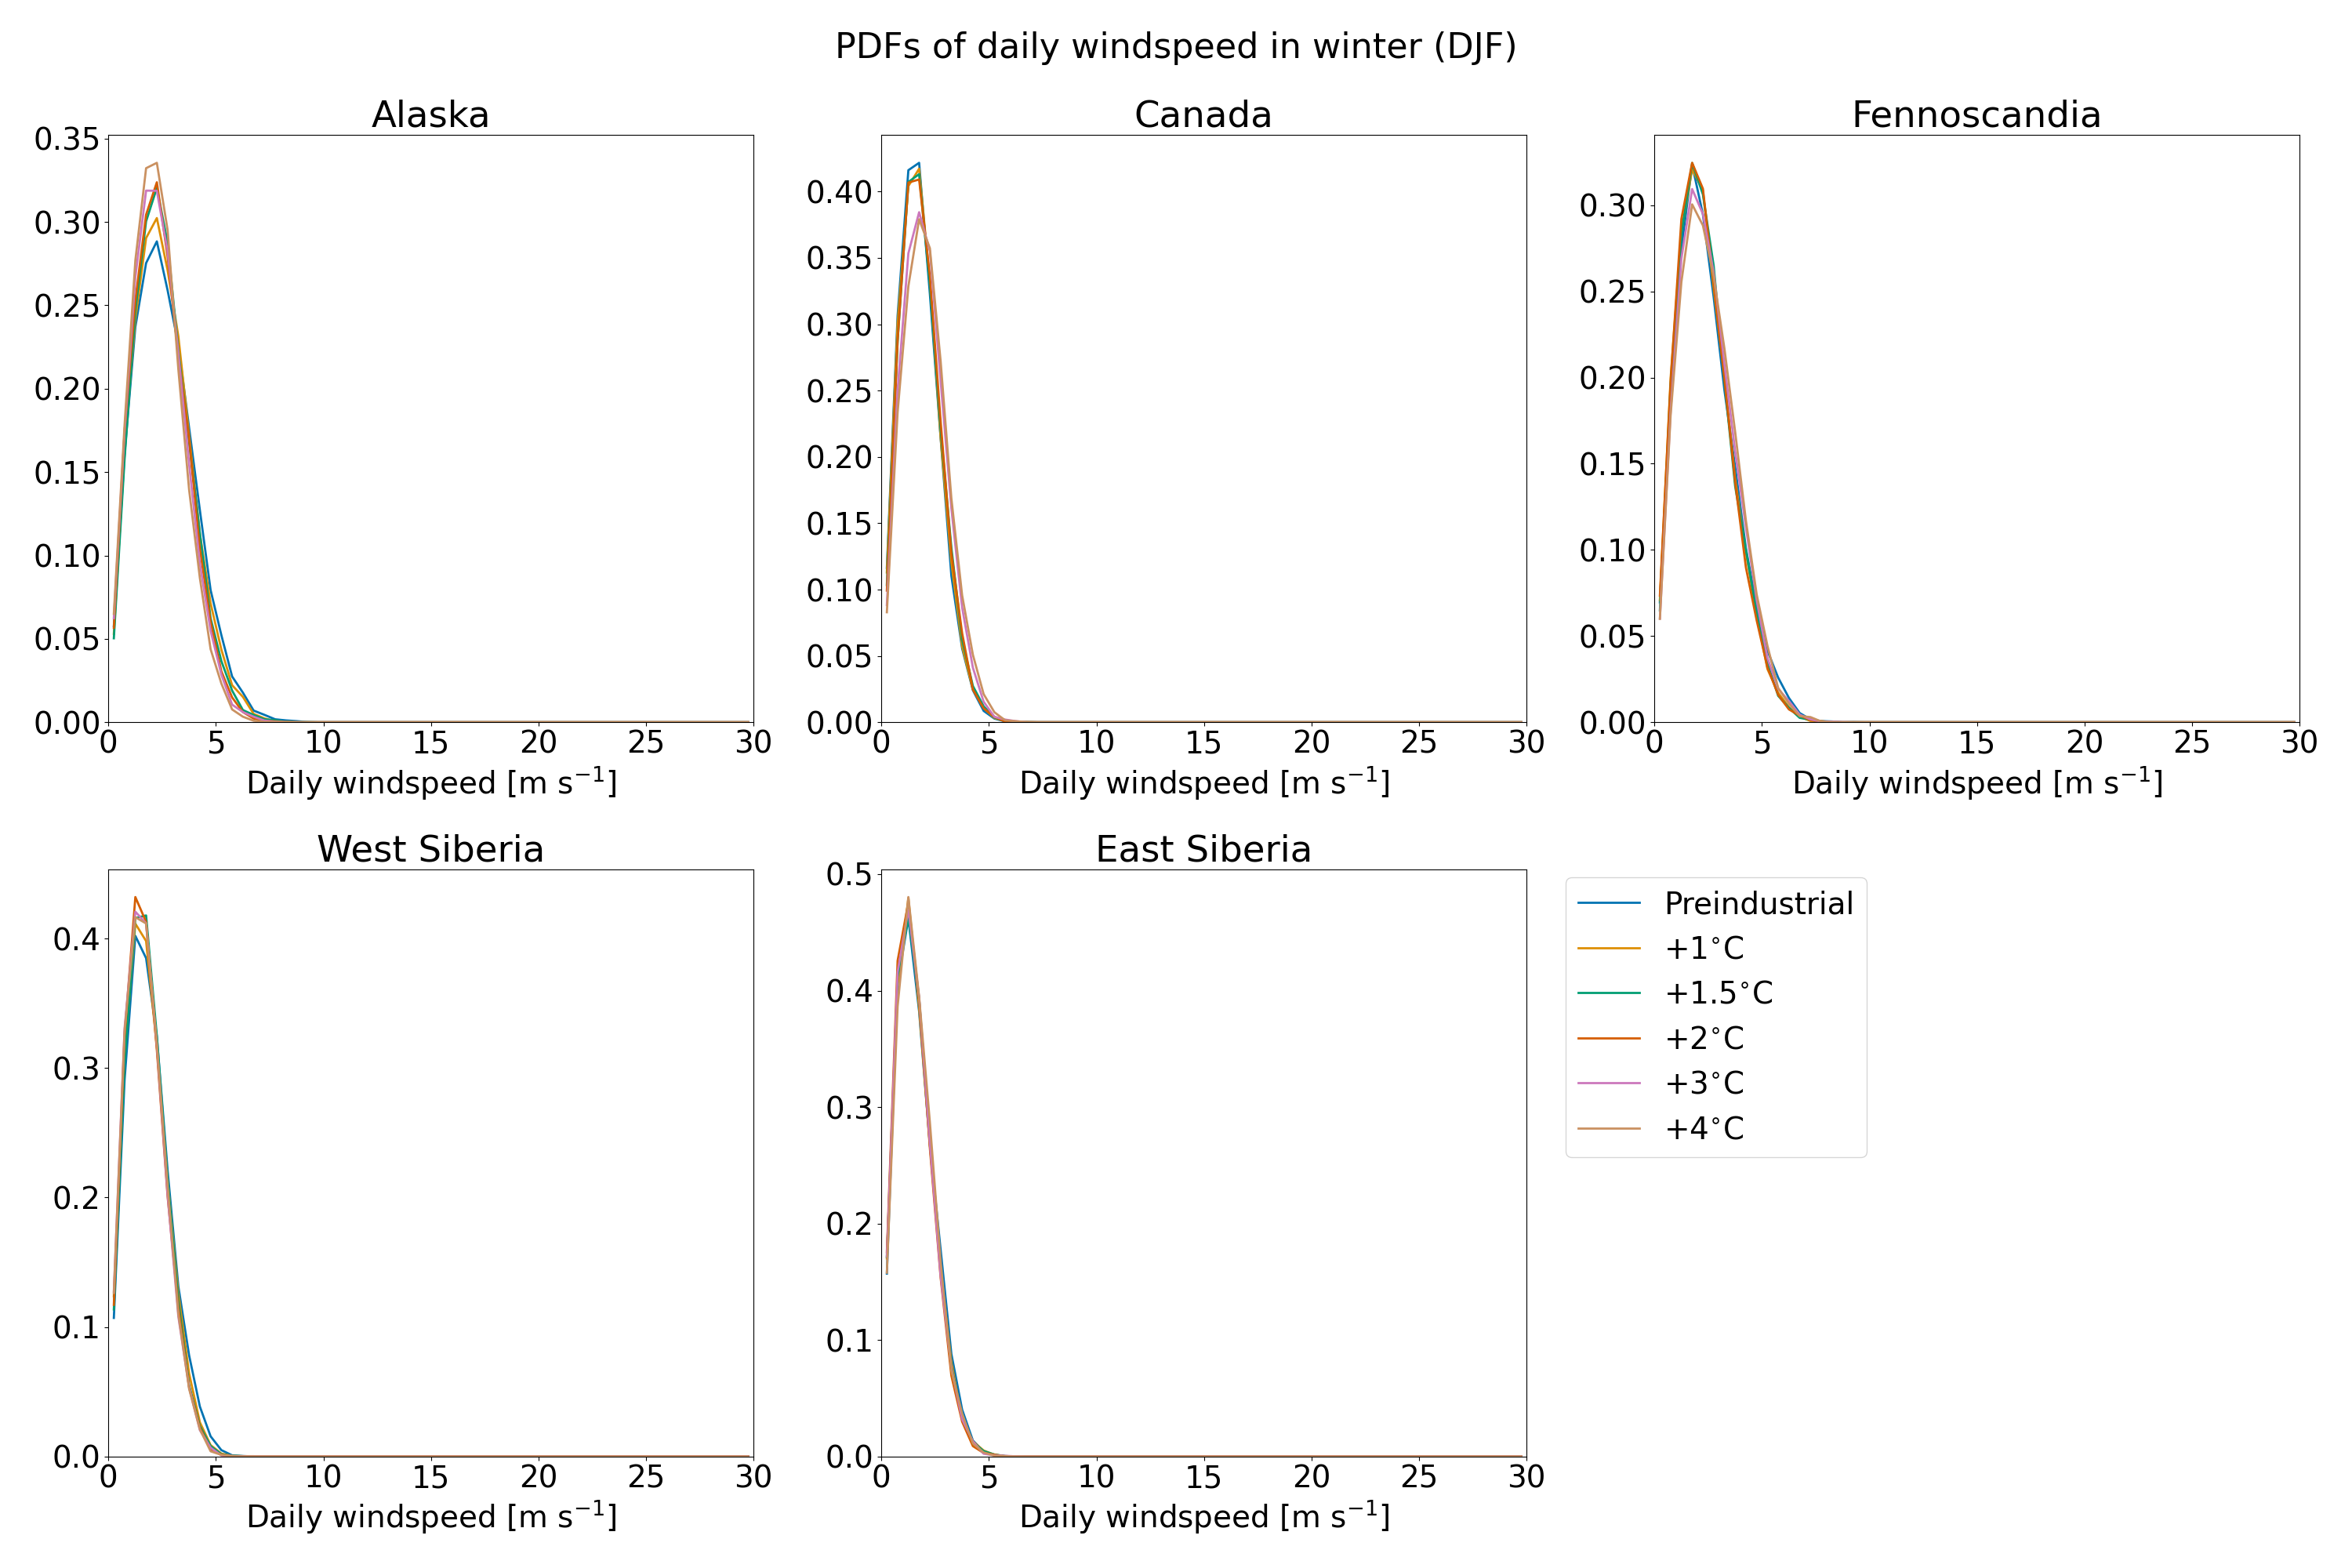 PDFs of daily windspeed in winter (DJF)
Alaska
0.35
0.30
0.25
0.20
0.15
0.10
0.05
0.00
0 5 10 15 20 25 30
Daily windspeed [m s⁻¹]
Canada
0.40
0.35
0.30
0.25
0.20
0.15
0.10
0.05
0.00
0 5 10 15 20 25 30
Daily windspeed [m s⁻¹]
Fennoscandia
0.30
0.25
0.20
0.15
0.10
0.05
0.00
0 5 10 15 20 25 30
Daily windspeed [m s⁻¹]
West Siberia
0.4
0.3
0.2
0.1
0.0
0 5 10 15 20 25 30
Daily windspeed [m s⁻¹]
East Siberia
0.5
0.4
0.3
0.2
0.1
0.0
0 5 10 15 20 25 30
Daily windspeed [m s⁻¹]
Preindustrial
+1°C
+1.5°C
+2°C
+3°C
+4°C